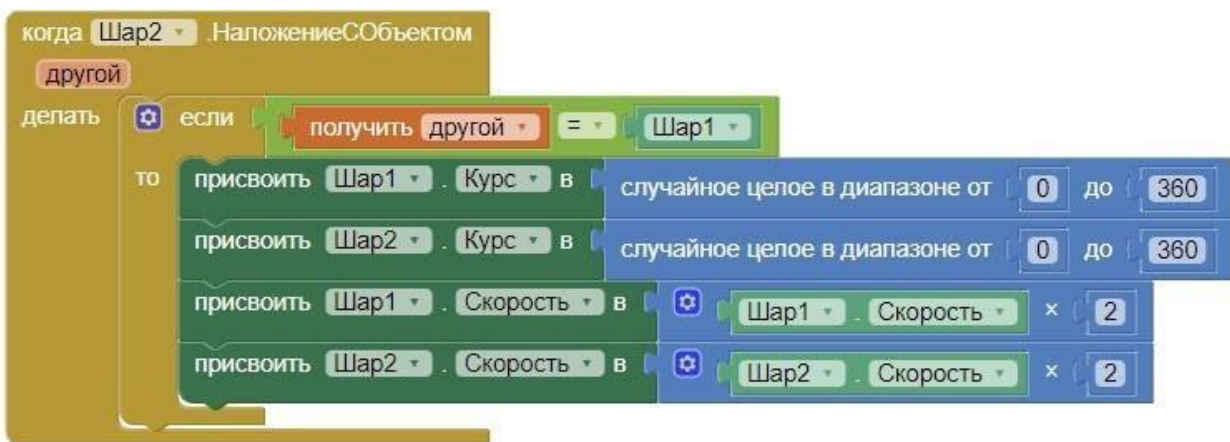 когда Шар2 .НаложениеСОбъектом
другой
делать если получить другой = Шар1
то присвоить Шар1 . Курс в случайное целое в диапазоне от 0 до 360
присвоить Шар2 . Курс в случайное целое в диапазоне от 0 до 360
присвоить Шар1 . Скорость в Шар1 . Скорость × 2
присвоить Шар2 . Скорость в Шар2 . Скорость × 2